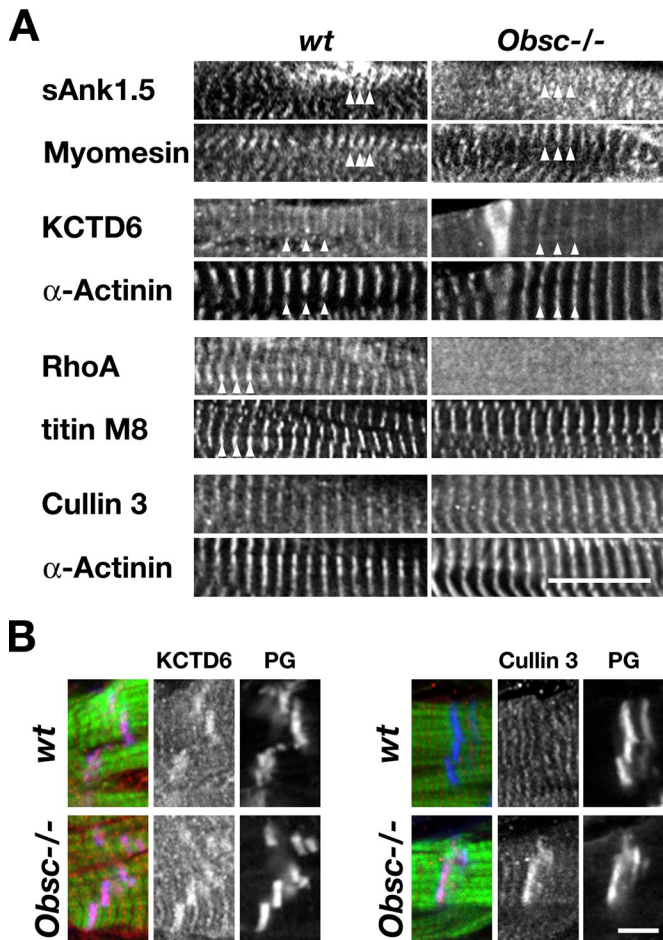 A
wt Obsc-/-
sAnk1.5
Myomesin
KCTD6
α-Actinin
RhoA
titin M8
Cullin 3
α-Actinin
B
KCTD6 PG Cullin 3 PG
wt wt
Obsc-/- Obsc-/-